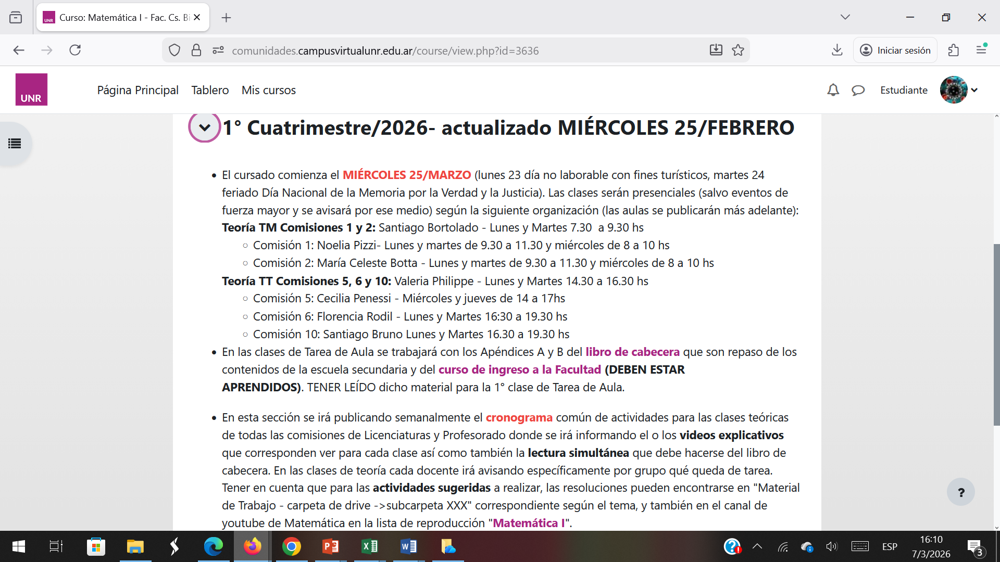 Curso: Matemática I - Fac. Cs. Bi
comunidades.campusvirtualunr.edu.ar/course/view.php?id=3636
Iniciar sesión
UNR
Página Principal
Tablero
Mis cursos
Estudiante
1° Cuatrimestre/2026- actualizado MIÉRCOLES 25/FEBRERO
El cursado comienza el MIÉRCOLES 25/MARZO (lunes 23 día no laborable con fines turísticos, martes 24
feriado Día Nacional de la Memoria por la Verdad y la Justicia). Las clases serán presenciales (salvo eventos de
fuerza mayor y se avisará por ese medio) según la siguiente organización (las aulas se publicarán más adelante):
Teoría TM Comisiones 1 y 2: Santiago Bortolado - Lunes y Martes 7.30 a 9.30 hs
Comisión 1: Noelia Pizzi- Lunes y martes de 9.30 a 11.30 y miércoles de 8 a 10 hs
Comisión 2: María Celeste Botta - Lunes y martes de 9.30 a 11.30 y miércoles de 8 a 10 hs
Teoría TT Comisiones 5, 6 y 10: Valeria Philippe - Lunes y Martes 14.30 a 16.30 hs
Comisión 5: Cecilia Penessi - Miércoles y jueves de 14 a 17hs
Comisión 6: Florencia Rodil - Lunes y Martes 16:30 a 19.30 hs
Comisión 10: Santiago Bruno Lunes y Martes 16.30 a 19.30 hs
En las clases de Tarea de Aula se trabajará con los Apéndices A y B del libro de cabecera que son repaso de los
contenidos de la escuela secundaria y del curso de ingreso a la Facultad (DEBEN ESTAR
APRENDIDOS). TENER LEÍDO dicho material para la 1° clase de Tarea de Aula.
En esta sección se irá publicando semanalmente el cronograma común de actividades para las clases teóricas
de todas las comisiones de Licenciaturas y Profesorado donde se irá informando el o los videos explicativos
que corresponden ver para cada clase así como también la lectura simultánea que debe hacerse del libro de
cabecera. En las clases de teoría cada docente irá avisando específicamente por grupo qué queda de tarea.
Tener en cuenta que para las actividades sugeridas a realizar, las resoluciones pueden encontrarse en "Material
de Trabajo - carpeta de drive ->subcarpeta XXX" correspondiente según el tema, y también en el canal de
youtube de Matemática en la lista de reproducción "Matemática I".
?
ESP
16:10
7/3/2026
3